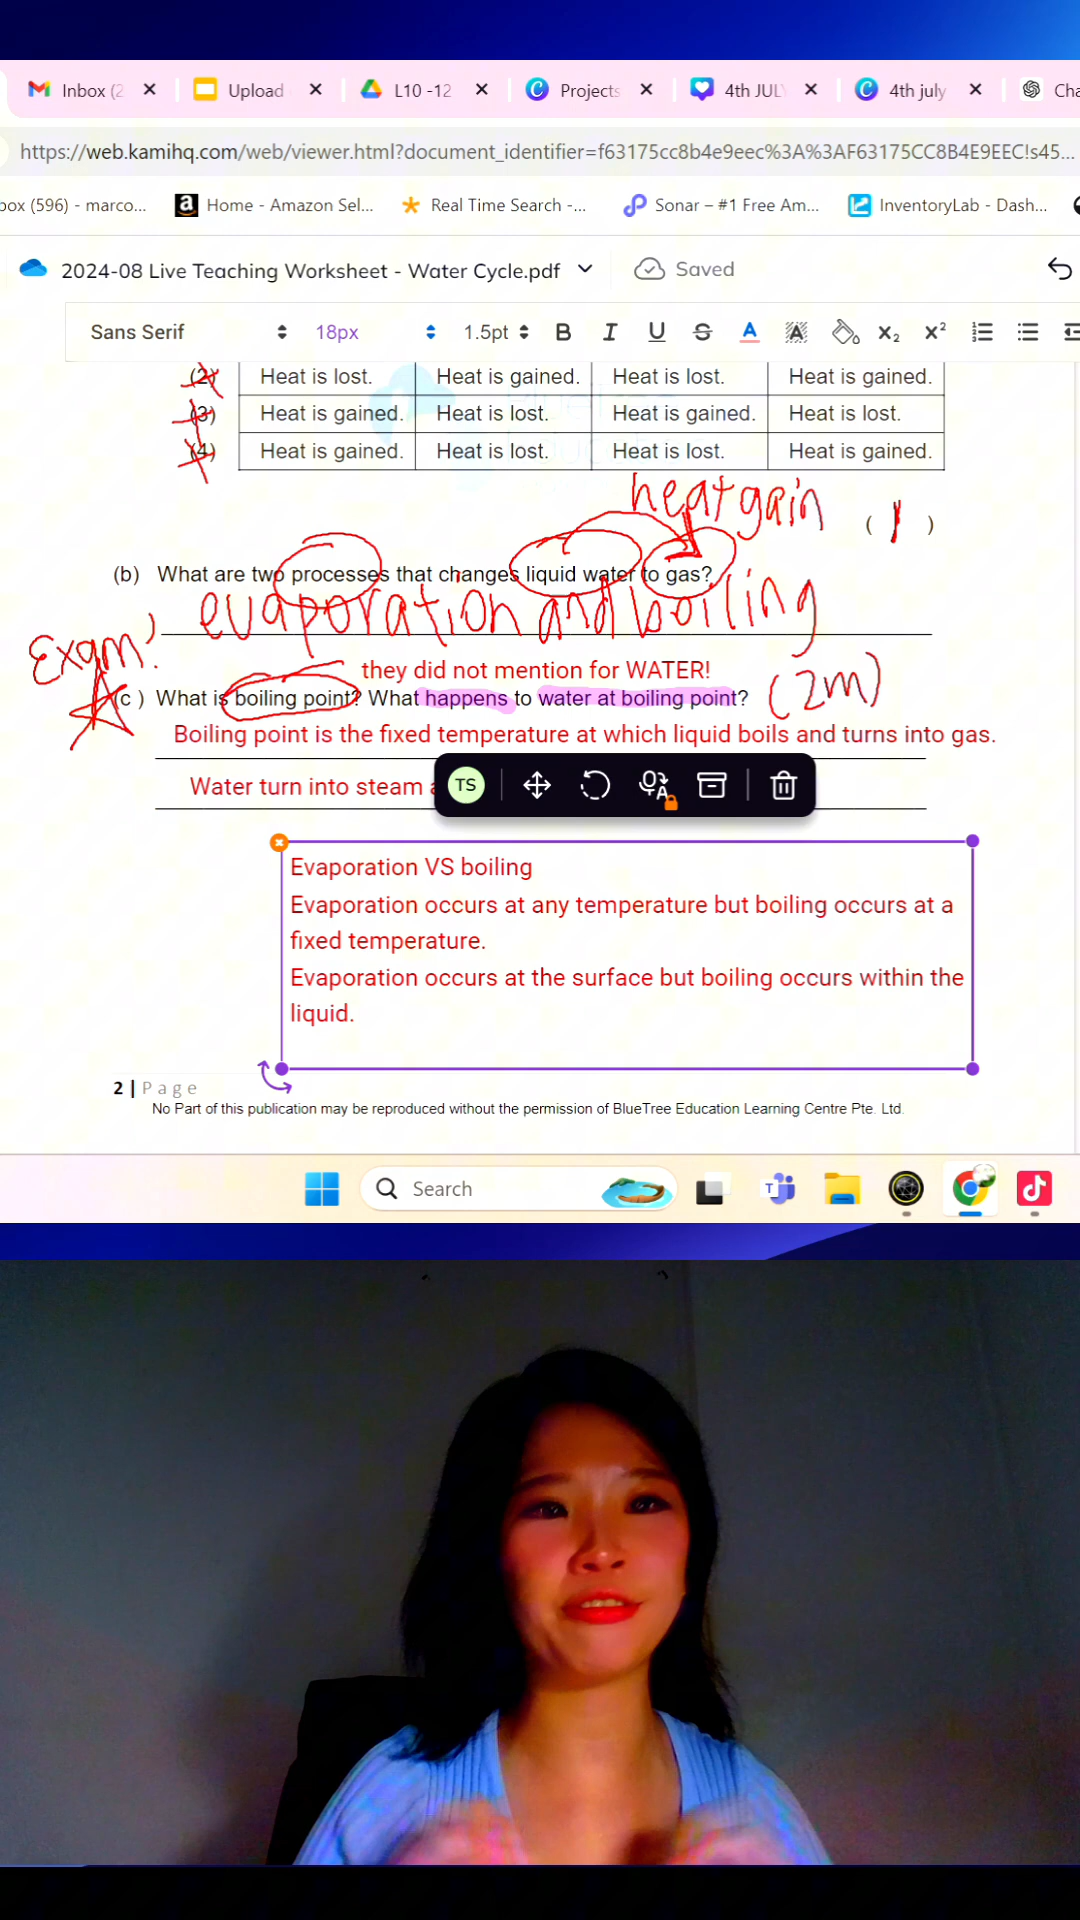 Inbox (2
Upload
L10 -12
Projects
4th JUL
4th july
Cha
https://web.kamihq.com/web/viewer.html?document_identifier=f63175cc8b4e9eec%3A%3AF63175CC8B4E9EEC!s45...
box (596) - marco...
a
Home - Amazon Sel...
Real Time Search -...
Sonar – #1 Free Am...
InventoryLab - Dash...
2024-08 Live Teaching Worksheet - Water Cycle.pdf
Saved
Sans Serif 18px 1.5pt B I U S A A X₂ X²
(2) Heat is lost. Heat is gained. Heat is lost. Heat is gained.
(3) Heat is gained. Heat is lost. Heat is gained. Heat is lost.
(4) Heat is gained. Heat is lost. Heat is lost. Heat is gained.
heat gain
( 1 )
(b) What are two processes that changes liquid water to gas?
evaporation and boiling
Exam!
they did not mention for WATER!
(c ) What is boiling point? What happens to water at boiling point? (2m)
Boiling point is the fixed temperature at which liquid boils and turns into gas.
Water turn into steam
TS
Evaporation VS boiling
Evaporation occurs at any temperature but boiling occurs at a
fixed temperature.
Evaporation occurs at the surface but boiling occurs within the
liquid.
2 | Page
No Part of this publication may be reproduced without the permission of BlueTree Education Learning Centre Pte. Ltd.
Search